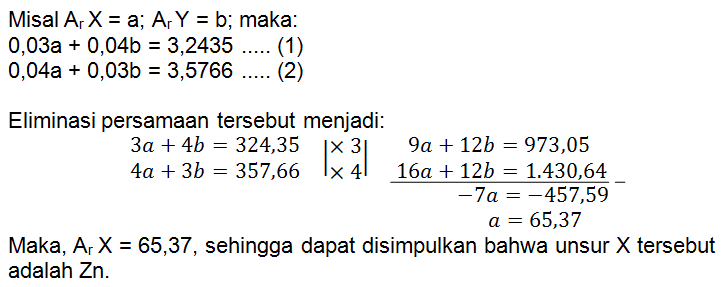 Misal Aᵣ X = a; Aᵣ Y = b; maka:
0,03a + 0,04b = 3,2435 ..... (1)
0,04a + 0,03b = 3,5766 ..... (2)
Eliminasi persamaan tersebut menjadi:
3a + 4b = 324,35 |× 3| 9a + 12b = 973,05
4a + 3b = 357,66 |× 4| 16a + 12b = 1.430,64
−7a = −457,59 −
a = 65,37
Maka, Aᵣ X = 65,37, sehingga dapat disimpulkan bahwa unsur X tersebut
adalah Zn.